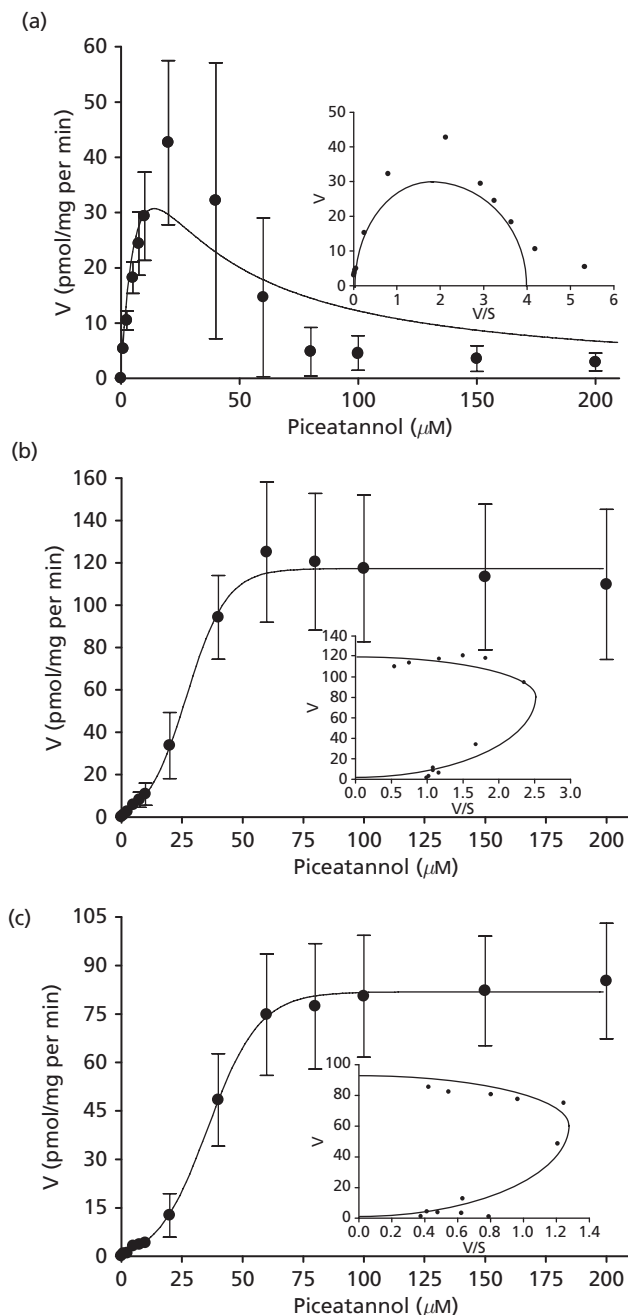 (a)
60
50
40
30
20
10
0
V (pmol/mg per min)
0 50 100 150 200
Piceatannol (μM)
50
40
30
20
10
0
V
0 1 2 3 4 5 6
V/S
(b)
160
140
120
100
80
60
40
20
0
V (pmol/mg per min)
0 25 50 75 100 125 150 175 200
Piceatannol (μM)
140
120
100
80
60
40
20
0
V
0.0 0.5 1.0 1.5 2.0 2.5 3.0
V/S
(c)
105
90
75
60
45
30
15
0
V (pmol/mg per min)
0 25 50 75 100 125 150 175 200
Piceatannol (μM)
100
80
60
40
20
0
V
0.0 0.2 0.4 0.6 0.8 1.0 1.2 1.4
V/S